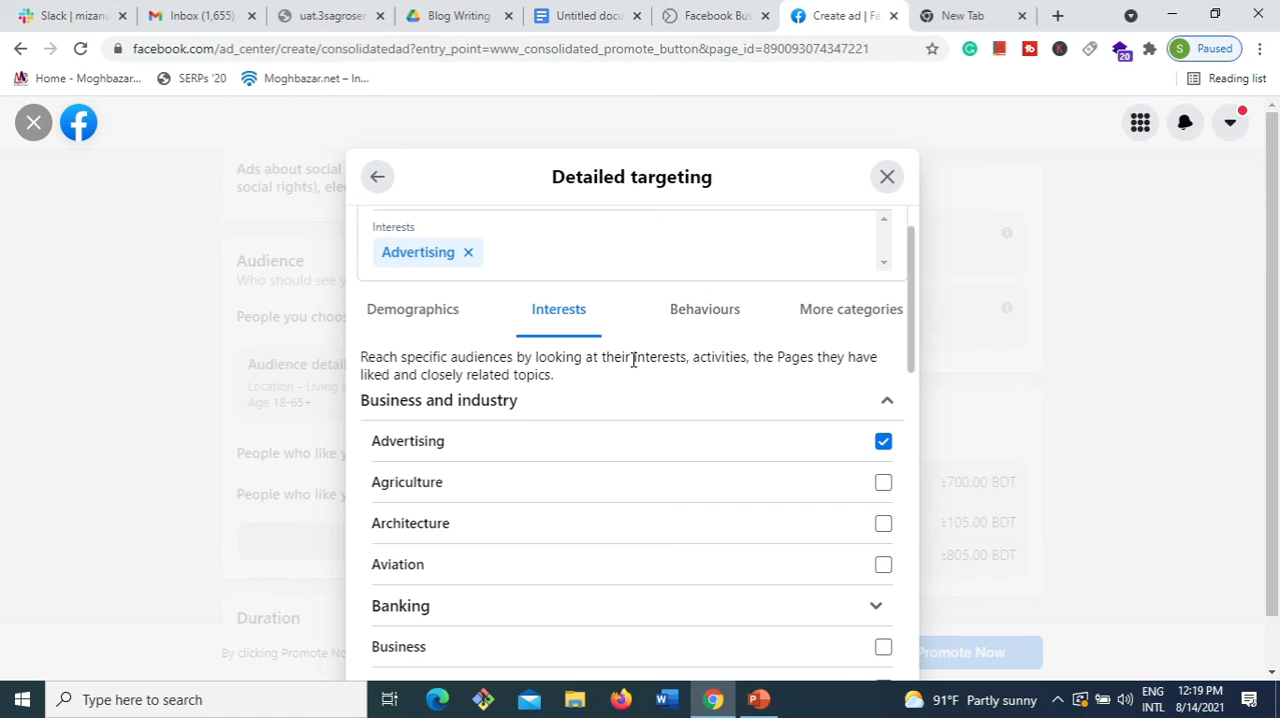 Slack | mizanu
Inbox (1,655)
uat.3sagroser
Blog Writing
Untitled docu
Facebook Bus
Create ad | Fa
New Tab
facebook.com/ad_center/create/consolidatedad?entry_point=www_consolidated_promote_button&page_id=890093074347221
20
S
Paused
Home - Moghbazar...
SERPs '20
Moghbazar.net – In...
Reading list
Ads about social
social rights), elec
Detailed targeting
Interests
Advertising
Audience
Who should see y
People you choos
Demographics
Interests
Behaviours
More categories
Audience detail
Location – Living i
Age 18-65+
Reach specific audiences by looking at their interests, activities, the Pages they have
liked and closely related topics.
Business and industry
Advertising
People who like y
Agriculture
৳700.00 BDT
People who like y
Architecture
৳105.00 BDT
Aviation
৳805.00 BDT
Banking
Duration
Business
By clicking Promote No
Promote Now
Type here to search
91°F Partly sunny
ENG
INTL
12:19 PM
8/14/2021